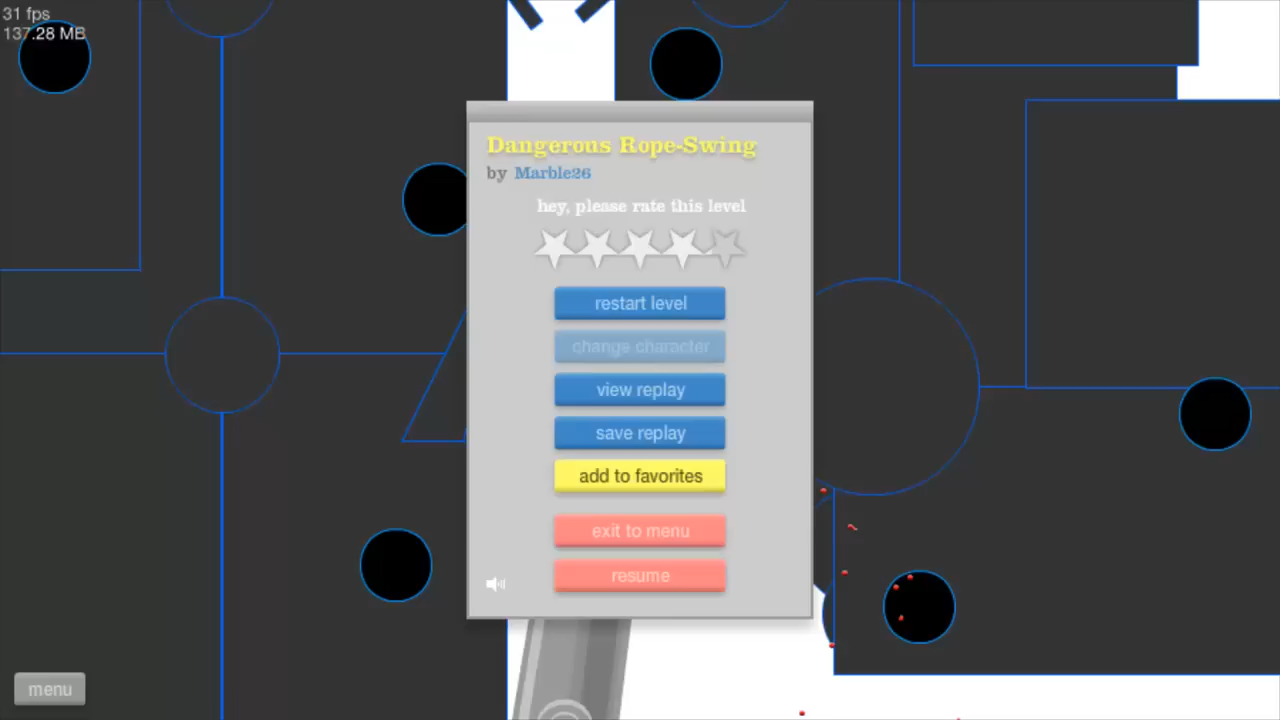 31 fps
137.28 MB
Dangerous Rope-Swing
by Marble26
hey, please rate this level
restart level
change character
view replay
save replay
add to favorites
exit to menu
resume
menu